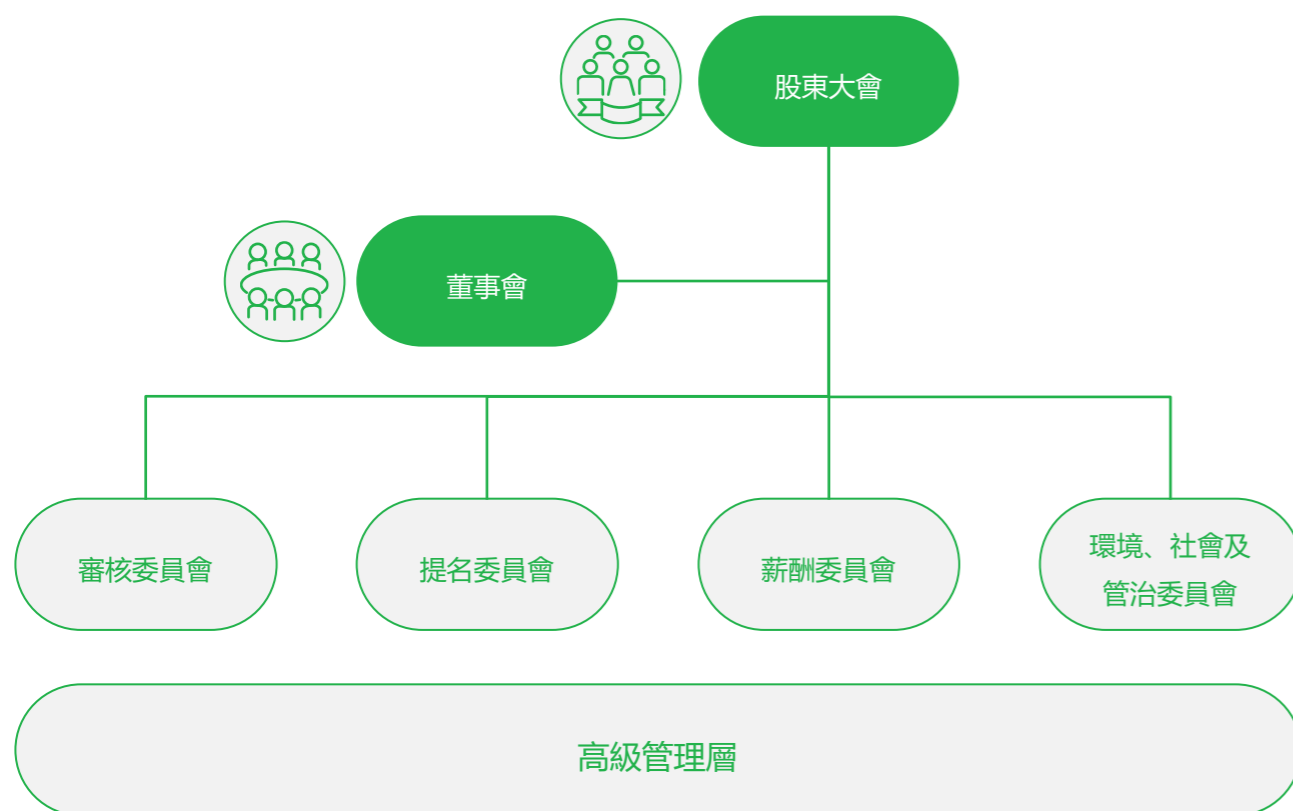 股東大會
董事會
審核委員會
提名委員會
薪酬委員會
環境、社會及
管治委員會
高級管理層